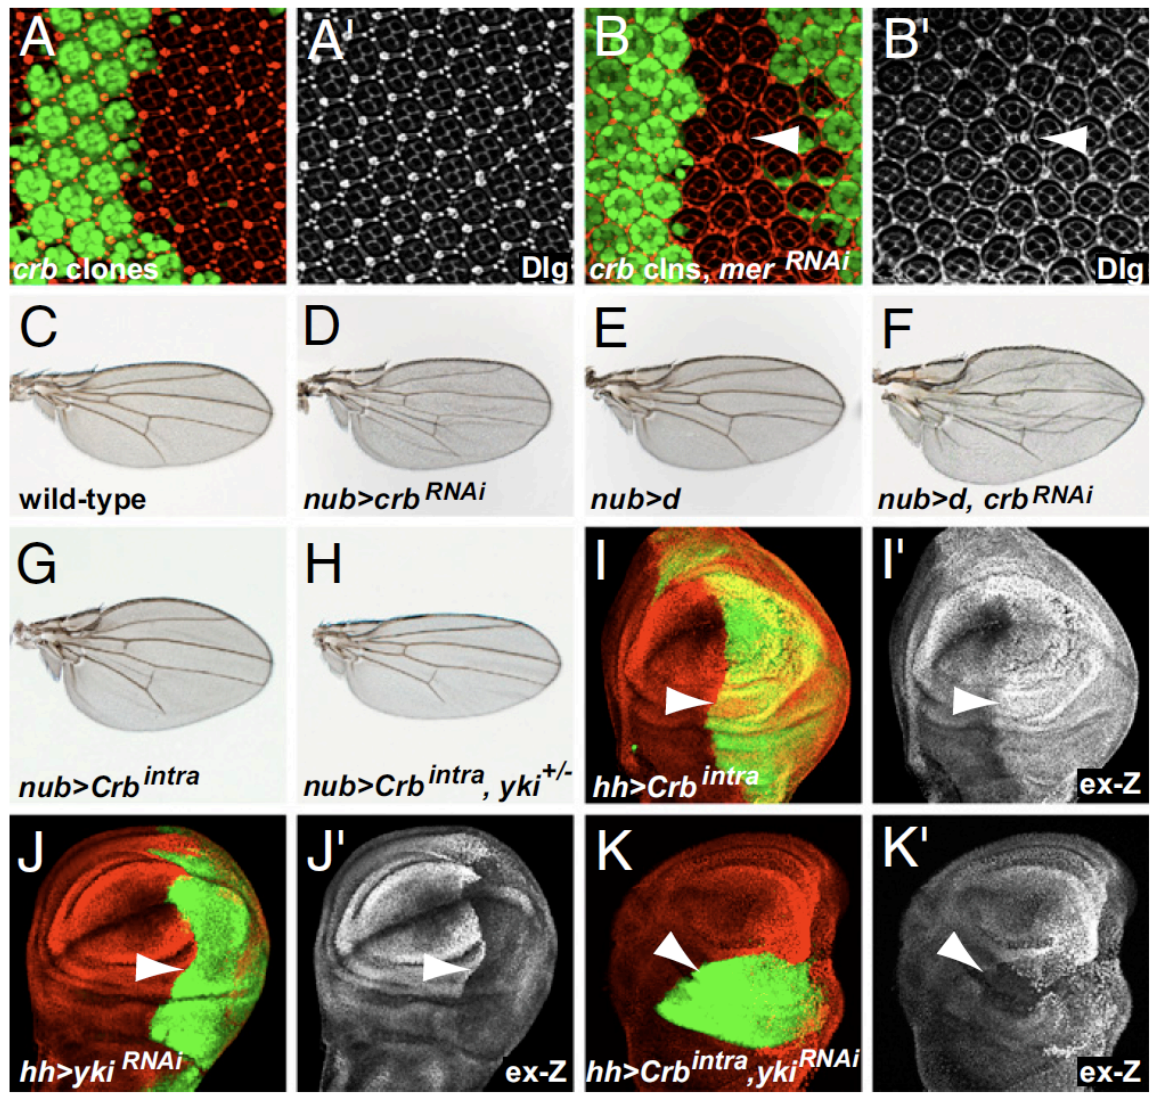 A
crb clones
A'
Dlg
B
crb clns, mer RNAi
B'
Dlg
C
wild-type
D
nub>crb RNAi
E
nub>d
F
nub>d, crb RNAi
G
nub>Crb intra
H
nub>Crb intra, yki +/-
I
hh>Crb intra
I'
ex-Z
J
hh>yki RNAi
J'
ex-Z
K
hh>Crb intra,yki RNAi
K'
ex-Z